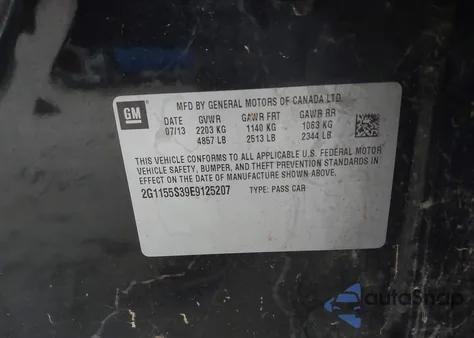 GM
MFD BY GENERAL MOTORS OF CANADA LTD.
DATE GVWR GAWR FRT GAWR RR
07/13 2203 KG 1140 KG 1063 KG
4857 LB 2513 LB 2344 LB
THIS VEHICLE CONFORMS TO ALL APPLICABLE U.S. FEDERAL MOTOR
VEHICLE SAFETY, BUMPER, AND THEFT PREVENTION STANDARDS IN
EFFECT ON THE DATE OF MANUFACTURE SHOWN ABOVE.
2G1155S39E9125207 TYPE: PASS CAR
autoSnap